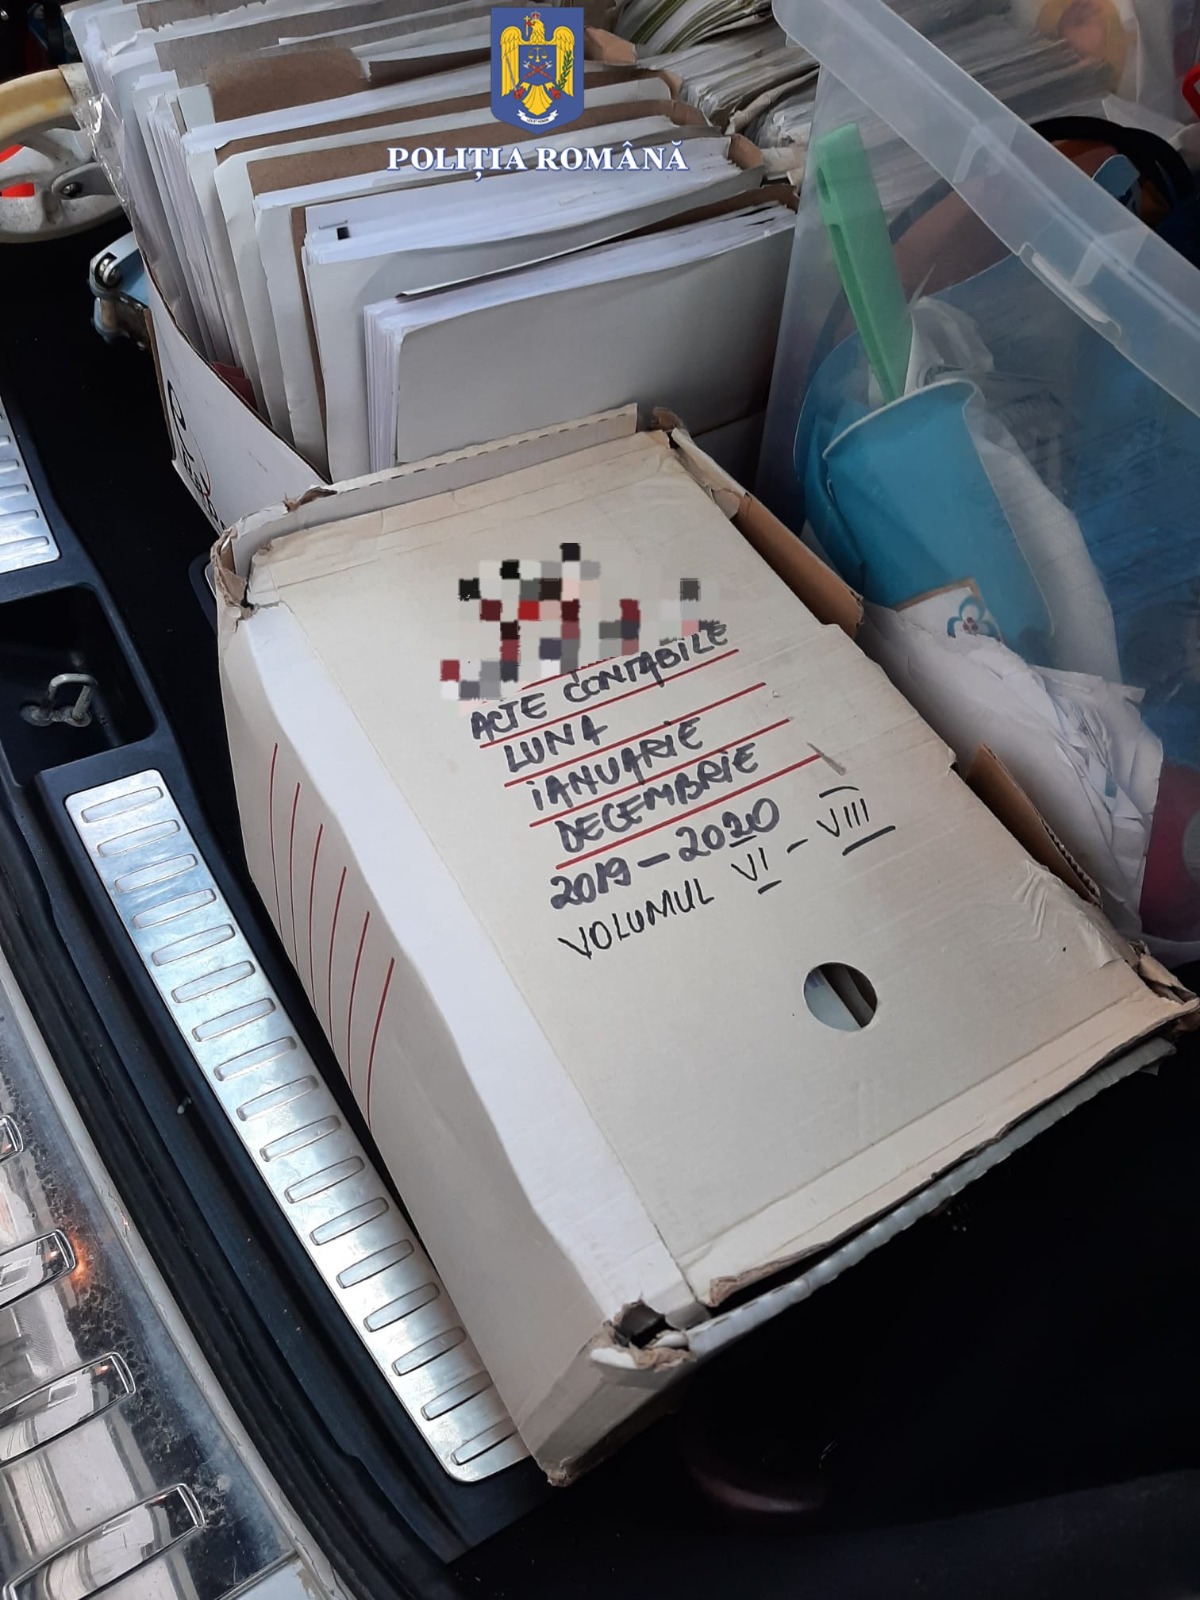 POLIȚIA ROMÂNĂ
ACTE CONTABILE
LUNA
IANUARIE
DECEMBRIE
2019-2020
VOLUMUL VI-VIII